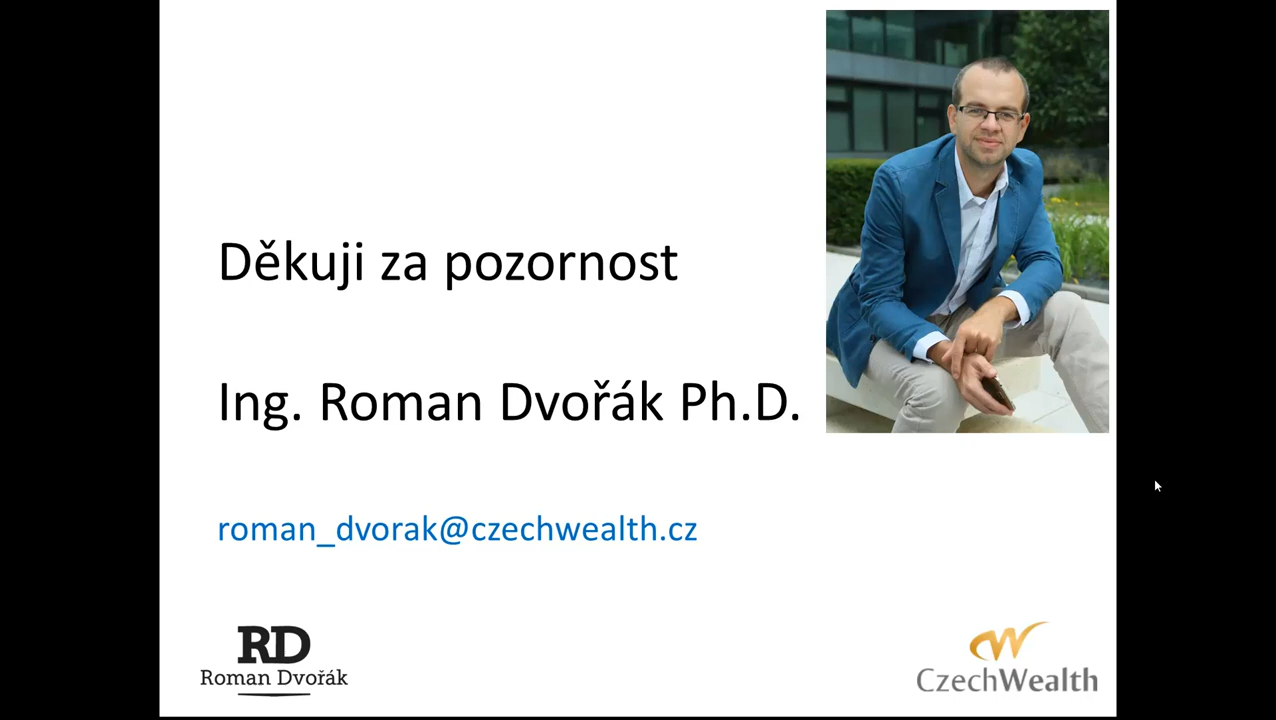 Děkuji za pozornost
Ing. Roman Dvořák Ph.D.
roman_dvorak@czechwealth.cz
RD
Roman Dvořák
CzechWealth